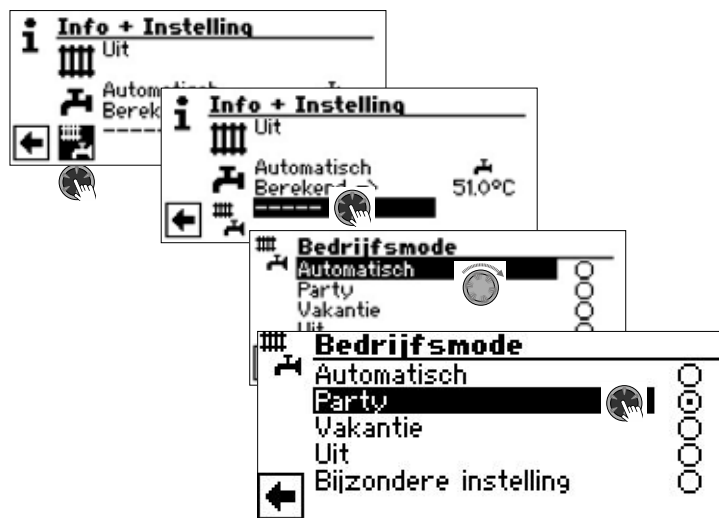 Info + Instelling
Uit
Automatisch
Berek
-----
Info + Instelling
Uit
Automatisch
Berekend
51.0°C
-----
Bedrijfsmode
Automatisch
Party
Vakantie
Uit
Bedrijfsmode
Automatisch
Party
Vakantie
Uit
Bijzondere instelling